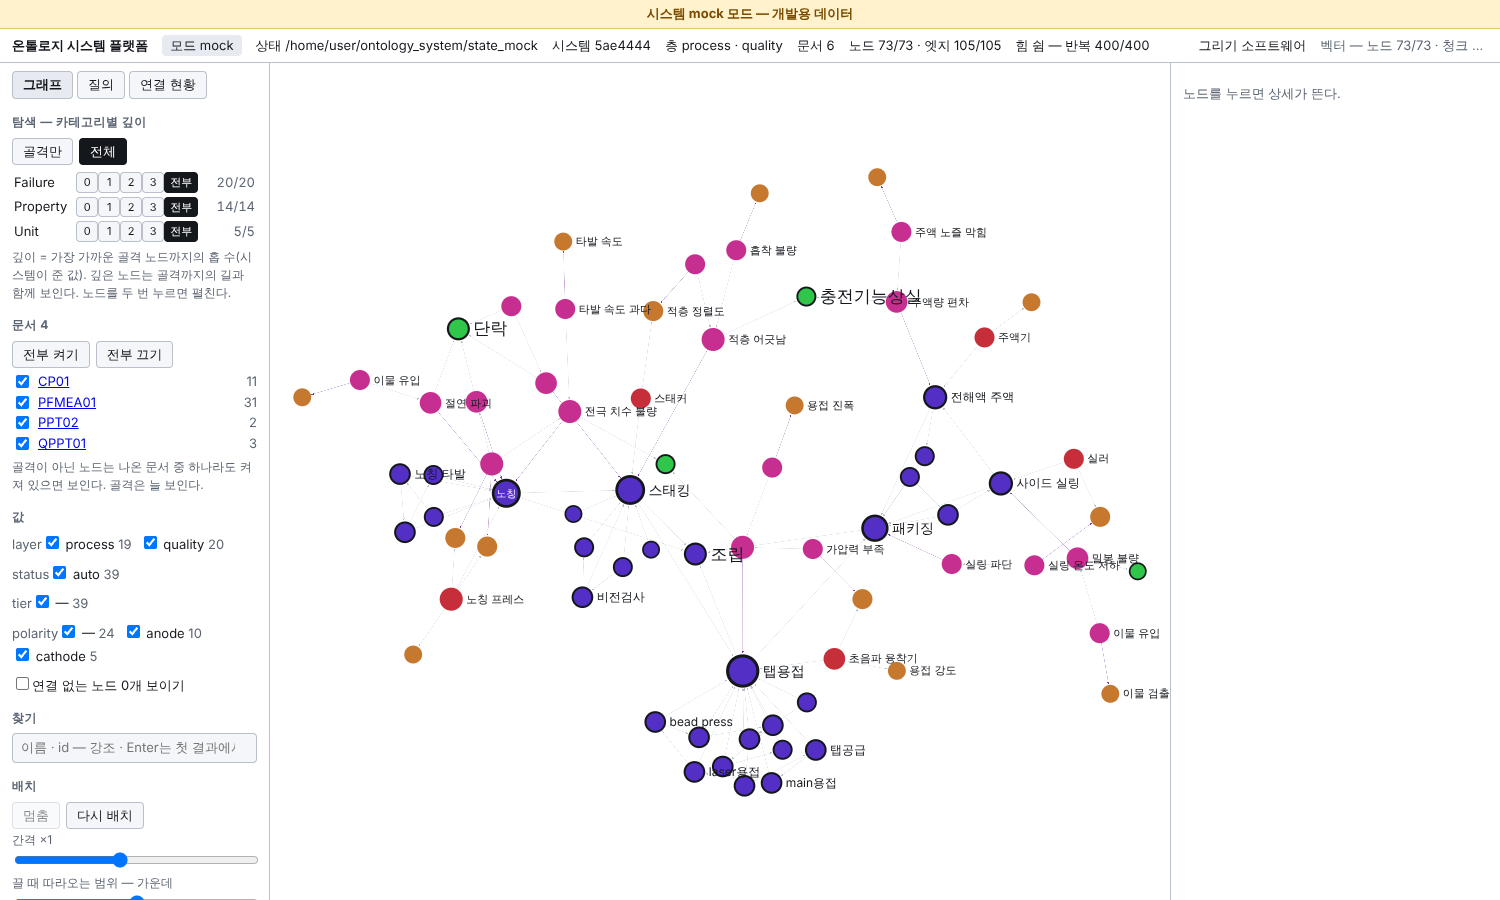 시스템 mock 모드 — 개발용 데이터
온톨로지 시스템 플랫폼 모드 mock 상태 /home/user/ontology_system/state_mock 시스템 5ae4444 층 process · quality 문서 6 노드 73/73 · 엣지 105/105 힘 쉼 — 반복 400/400 그리기 소프트웨어 벡터 — 노드 73/73 · 청크 ...
그래프 질의 연결 현황
탐색 — 카테고리별 깊이
골격만 전체
Failure 0 1 2 3 전부 20/20
Property 0 1 2 3 전부 14/14
Unit 0 1 2 3 전부 5/5
깊이 = 가장 가까운 골격 노드까지의 홉 수(시
스템이 준 값). 깊은 노드는 골격까지의 길과
함께 보인다. 노드를 두 번 누르면 펼친다.
문서 4
전부 켜기 전부 끄기
CP01 11
PFMEA01 31
PPT02 2
QPPT01 3
골격이 아닌 노드는 나온 문서 중 하나라도 켜
져 있으면 보인다. 골격은 늘 보인다.
값
layer process 19 quality 20
status auto 39
tier — 39
polarity — 24 anode 10
cathode 5
연결 없는 노드 0개 보이기
찾기
이름 · id — 강조 · Enter는 첫 결과에
배치
멈춤 다시 배치
간격 ×1
끌 때 따라오는 범위 — 가운데
노드를 누르면 상세가 뜬다.
주액 노즐 막힘
타발 속도
흡착 불량
충전기능상실
주액량 편차
타발 속도 과다
적층 정렬도
단락
적층 어긋남
주액기
이물 유입
스태커
전해액 주액
절연 파괴
전극 치수 불량
용접 진폭
실러
노칭 타발
사이드 실링
노칭
스태킹
패키징
조립
가압력 부족
밀봉 불량
실링 파단
실링 온도 저하
비전검사
노칭 프레스
이물 유입
초음파 융착기
탭용접
용접 강도
이물 검출
bead press
탭공급
laser용접
main용접